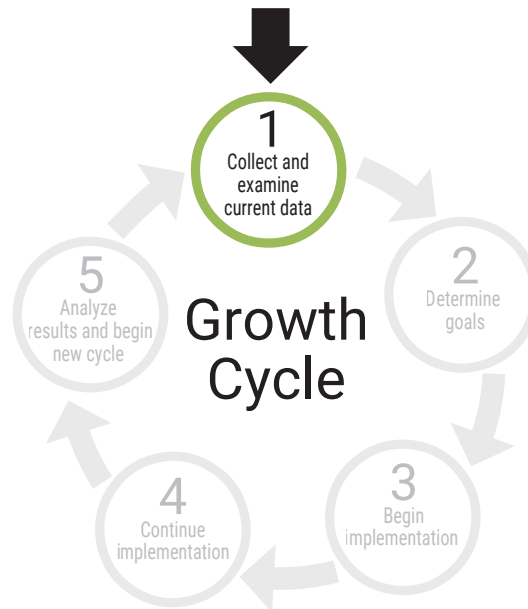 1
Collect and
examine
current data
2
Determine
goals
3
Begin
implementation
4
Continue
implementation
5
Analyze
results and begin
new cycle
Growth
Cycle